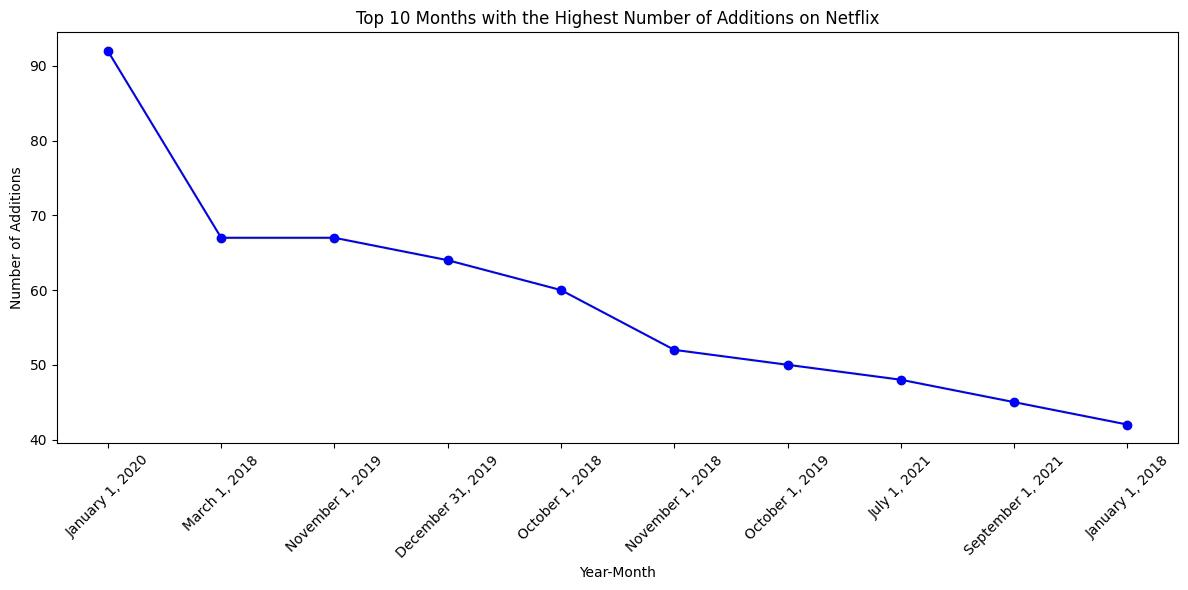 Top 10 Months with the Highest Number of Additions on Netflix
Number of Additions
90
80
70
60
50
40
January 1, 2020
March 1, 2018
November 1, 2019
December 31, 2019
October 1, 2018
November 1, 2018
October 1, 2019
July 1, 2021
September 1, 2021
January 1, 2018
Year-Month